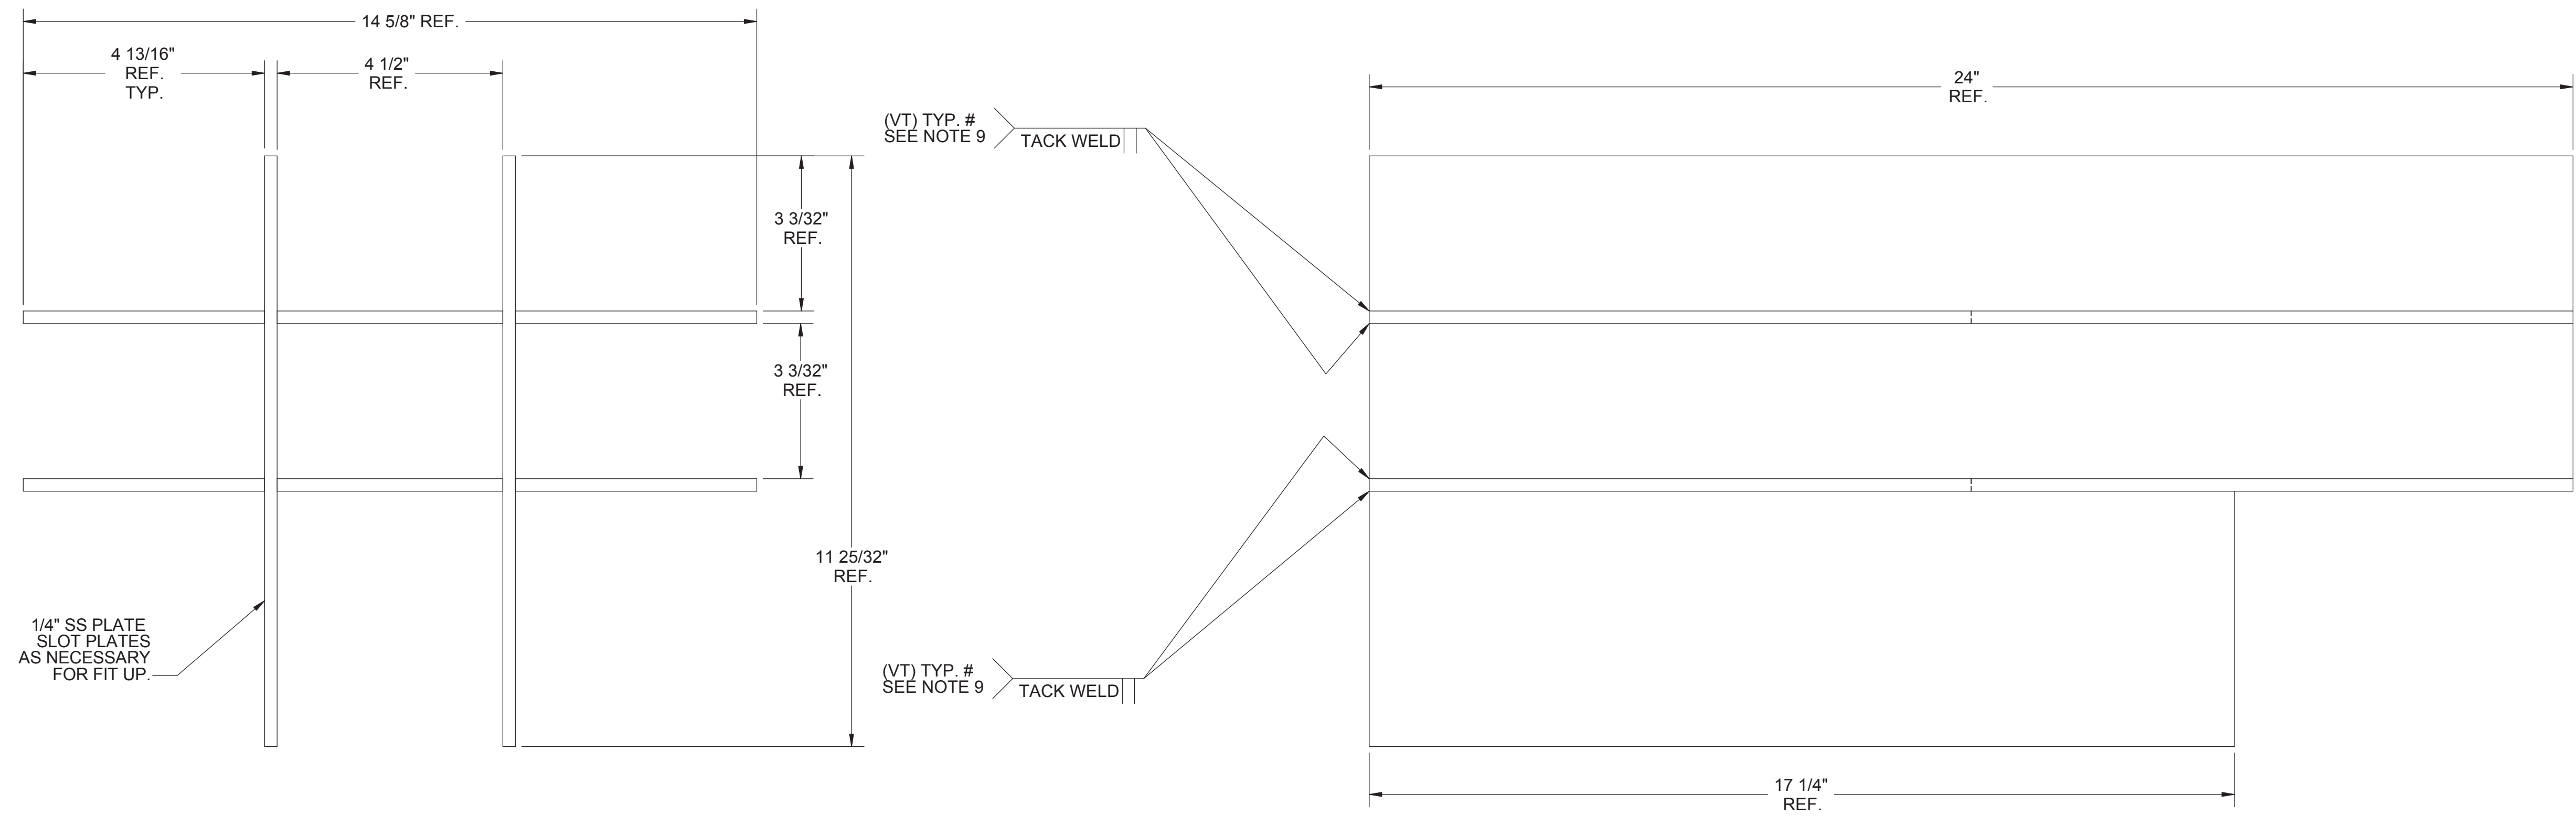 14 5/8" REF.
4 13/16"
REF.
TYP.
4 1/2"
REF.
24"
REF.
(VT) TYP. #
SEE NOTE 9
TACK WELD
3 3/32"
REF.
3 3/32"
REF.
11 25/32"
REF.
1/4" SS PLATE
SLOT PLATES
AS NECESSARY
FOR FIT UP.
(VT) TYP. #
SEE NOTE 9
TACK WELD
17 1/4"
REF.